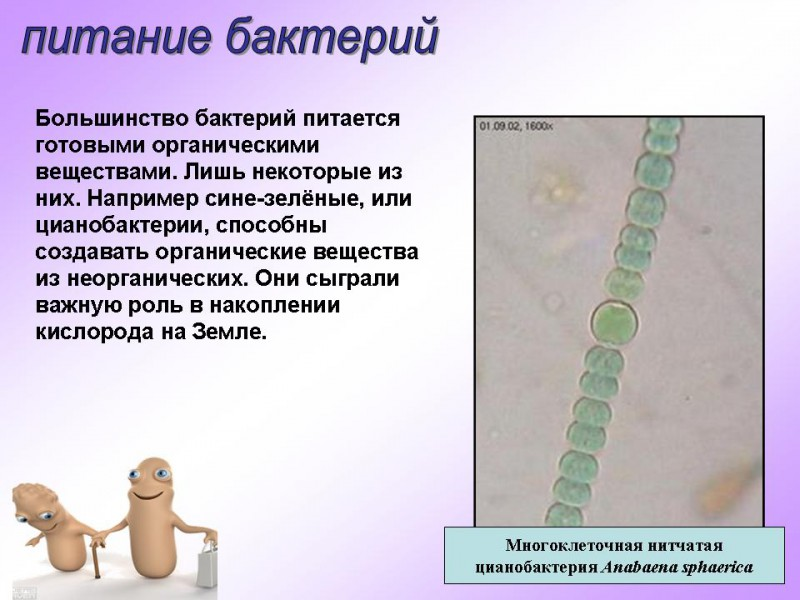 питание бактерий
Большинство бактерий питается
готовыми органическими
веществами. Лишь некоторые из
них. Например сине-зелёные, или
цианобактерии, способны
создавать органические вещества
из неорганических. Они сыграли
важную роль в накоплении
кислорода на Земле.
01.09.02, 1600x
Многоклеточная нитчатая
цианобактерия Anabaena sphaerica